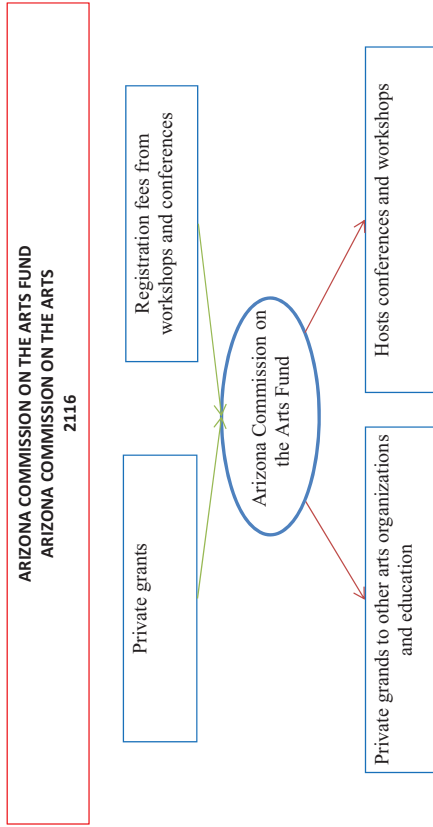 ARIZONA COMMISSION ON THE ARTS FUND
ARIZONA COMMISSION ON THE ARTS
2116
Private grants
Registration fees from
workshops and conferences
Arizona Commission on
the Arts Fund
Private grands to other arts organizations
and education
Hosts conferences and workshops